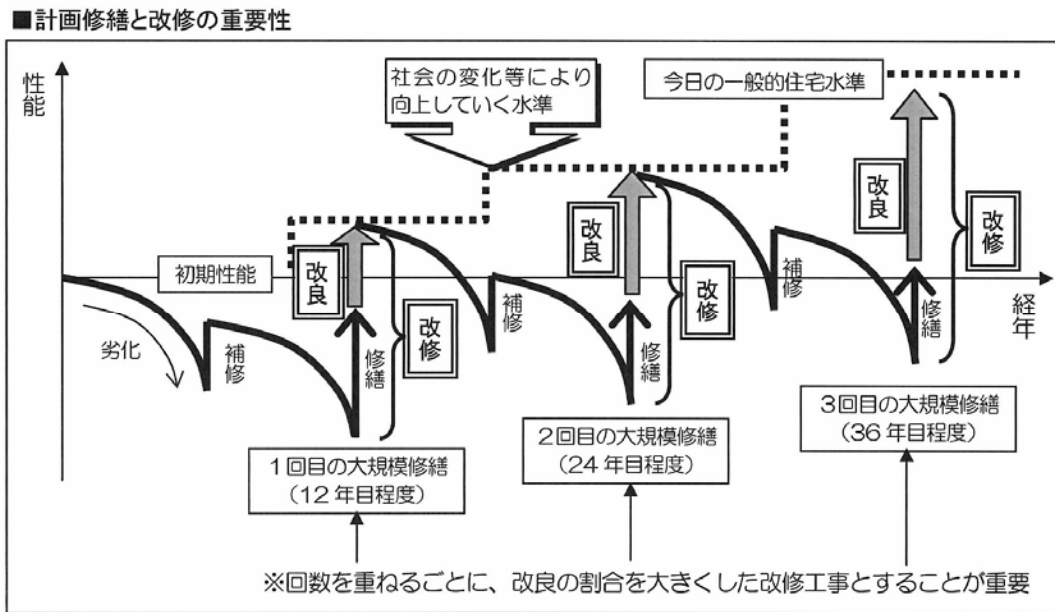 ■計画修繕と改修の重要性
性能
社会の変化等により
向上していく水準
今日の一般的住宅水準
改良
改修
改良
改修
初期性能
改良
改修
劣化
補修
修繕
補修
修繕
補修
修繕
経年
1回目の大規模修繕
(12年目程度)
2回目の大規模修繕
(24年目程度)
3回目の大規模修繕
(36年目程度)
※回数を重ねるごとに、改良の割合を大きくした改修工事とすることが重要